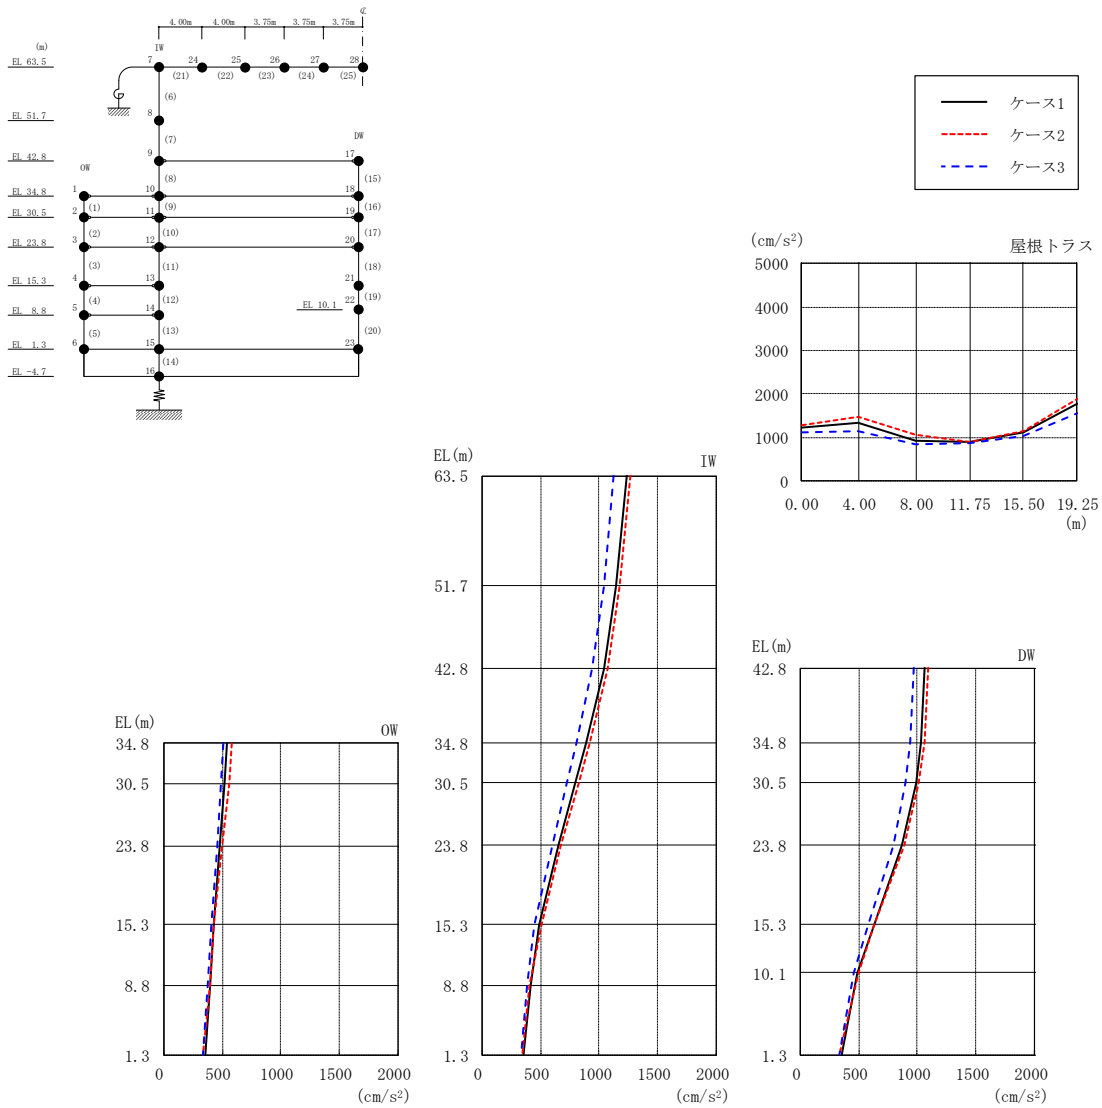 ℄
4.00m 4.00m 3.75m 3.75m 3.75m
(m)
IW
EL 63.5 7 24 25 26 27 28
(21) (22) (23) (24) (25)
(6)
EL 51.7 8
(7)
DW
EL 42.8 9 17
OW
(8) (15)
EL 34.8 1 10 18
(1) (9) (16)
EL 30.5 2 11 19
(2) (10) (17)
EL 23.8 3 12 20
(3) (11) (18)
EL 15.3 4 13 21
(4) (12) (19)
EL 10.1 22
EL 8.8 5 14
(5) (13) (20)
EL 1.3 6 15 23
(14)
EL -4.7 16
ケース1
ケース2
ケース3
(cm/s²) 屋根トラス
5000
4000
3000
2000
1000
0
0.00 4.00 8.00 11.75 15.50 19.25
(m)
EL(m) IW
63.5
51.7
42.8
34.8
30.5
23.8
15.3
8.8
1.3
0 500 1000 1500 2000
(cm/s²)
EL(m) OW
34.8
30.5
23.8
15.3
8.8
1.3
0 500 1000 1500 2000
(cm/s²)
EL(m) DW
42.8
34.8
30.5
23.8
15.3
10.1
1.3
0 500 1000 1500 2000
(cm/s²)